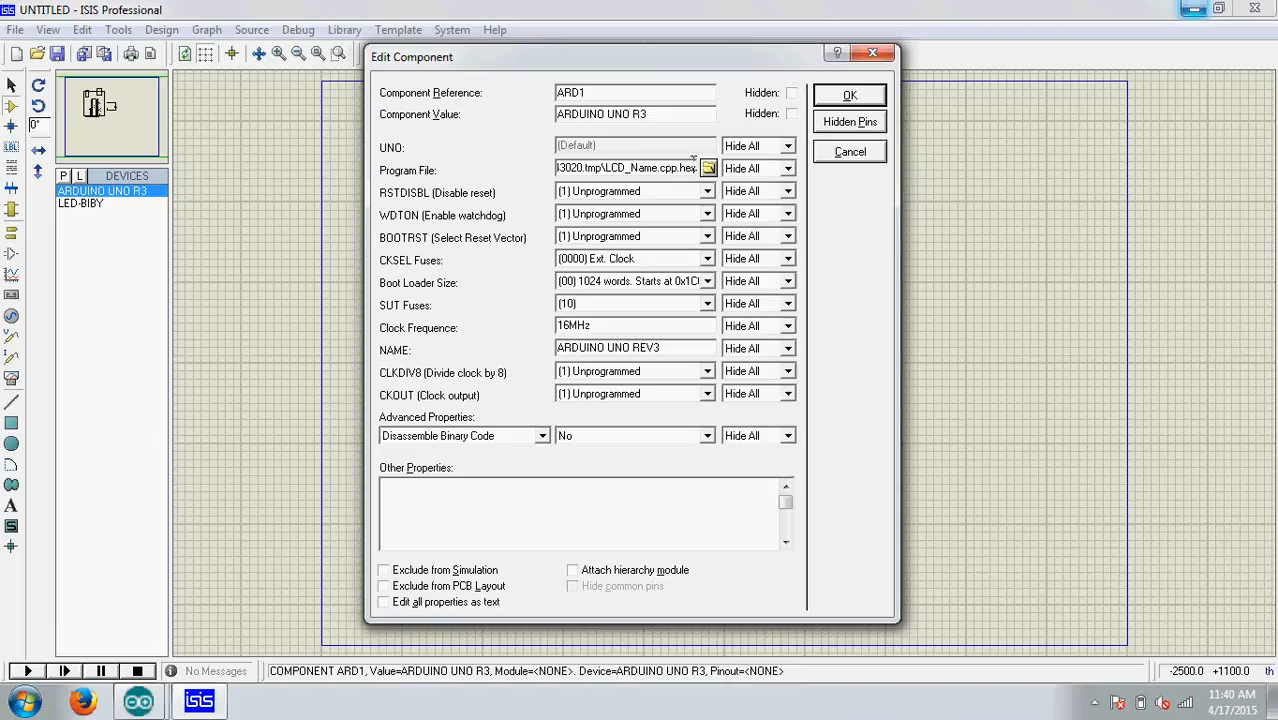 UNTITLED - ISIS Professional
File View Edit Tools Design Graph Source Debug Library Template System Help
Edit Component
Component Reference: ARD1 Hidden:
Component Value: ARDUINO UNO R3 Hidden:
OK
Hidden Pins
Cancel
UNO: (Default) Hide All
Program File: 3020.tmp\LCD_Name.cpp.hex Hide All
RSTDISBL (Disable reset) (1) Unprogrammed Hide All
WDTON (Enable watchdog) (1) Unprogrammed Hide All
BOOTRST (Select Reset Vector) (1) Unprogrammed Hide All
CKSEL Fuses: (0000) Ext. Clock Hide All
Boot Loader Size: (00) 1024 words. Starts at 0x1C Hide All
SUT Fuses: (10) Hide All
Clock Frequency: 16MHz Hide All
NAME: ARDUINO UNO REV3 Hide All
CLKDIV8 (Divide clock by 8) (1) Unprogrammed Hide All
CKOUT (Clock output) (1) Unprogrammed Hide All
Advanced Properties:
Disassemble Binary Code No Hide All
Other Properties:
Exclude from Simulation Attach hierarchy module
Exclude from PCB Layout Hide common pins
Edit all properties as text
0°
LBL
P L DEVICES
ARDUINO UNO R3
LED-BIBY
A
S
No Messages COMPONENT ARD1, Value=ARDUINO UNO R3, Module=<NONE>. Device=ARDUINO UNO R3, Pinout=<NONE> -2500.0 +1100.0 th
isis
11:40 AM
4/17/2015